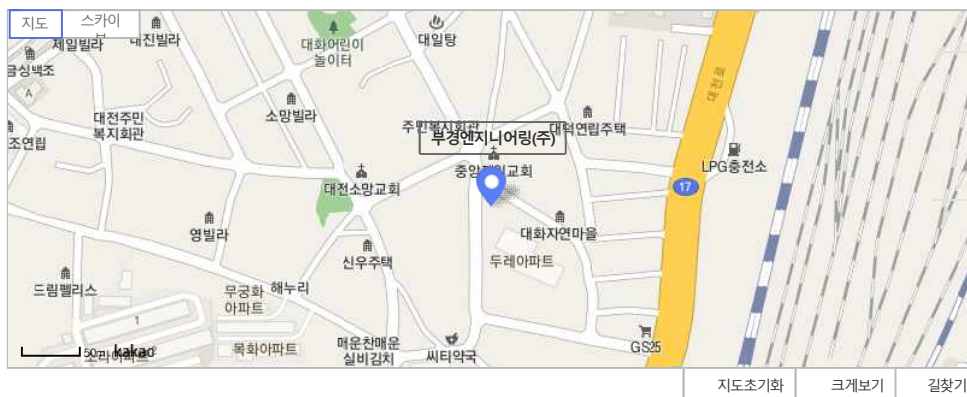 지도
스카이
제일빌라
대진빌라
대화어린이
놀이터
대일탕
금성백조
A
대전주민
복지회관
조연립
소망빌라
주민복지회관
대덕연립주택
부경엔지니어링(주)
대전로
LPG충전소
중앙제일교회
대전소망교회
17
영빌라
대화자연마을
신우주택
두레아파트
드림펠리스
무궁화
아파트
해누리
1
매운찬매운
실비김치
GS25
50m
kakao
목화아파트
씨티약국
지도초기화
크게보기
길찾기